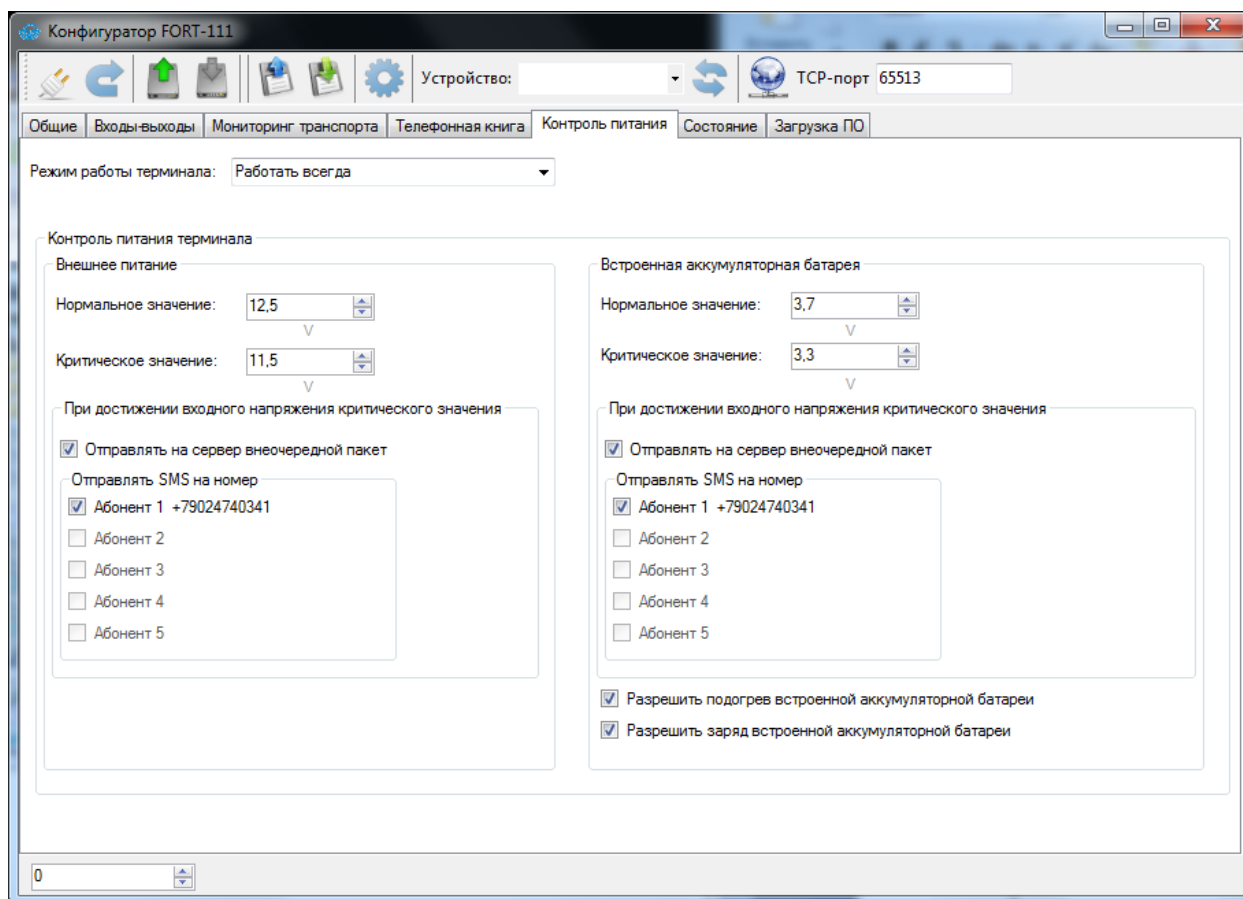 Конфигуратор FORT-111
Устройство: TCP-порт 65513
Общие Входы-выходы Мониторинг транспорта Телефонная книга Контроль питания Состояние Загрузка ПО
Режим работы терминала: Работать всегда
Контроль питания терминала
Внешнее питание
Нормальное значение: 12,5
V
Критическое значение: 11,5
V
При достижении входного напряжения критического значения
Отправлять на сервер внеочередной пакет
Отправлять SMS на номер
Абонент 1 +79024740341
Абонент 2
Абонент 3
Абонент 4
Абонент 5
Встроенная аккумуляторная батарея
Нормальное значение: 3,7
V
Критическое значение: 3,3
V
При достижении входного напряжения критического значения
Отправлять на сервер внеочередной пакет
Отправлять SMS на номер
Абонент 1 +79024740341
Абонент 2
Абонент 3
Абонент 4
Абонент 5
Разрешить подогрев встроенной аккумуляторной батареи
Разрешить заряд встроенной аккумуляторной батареи
0